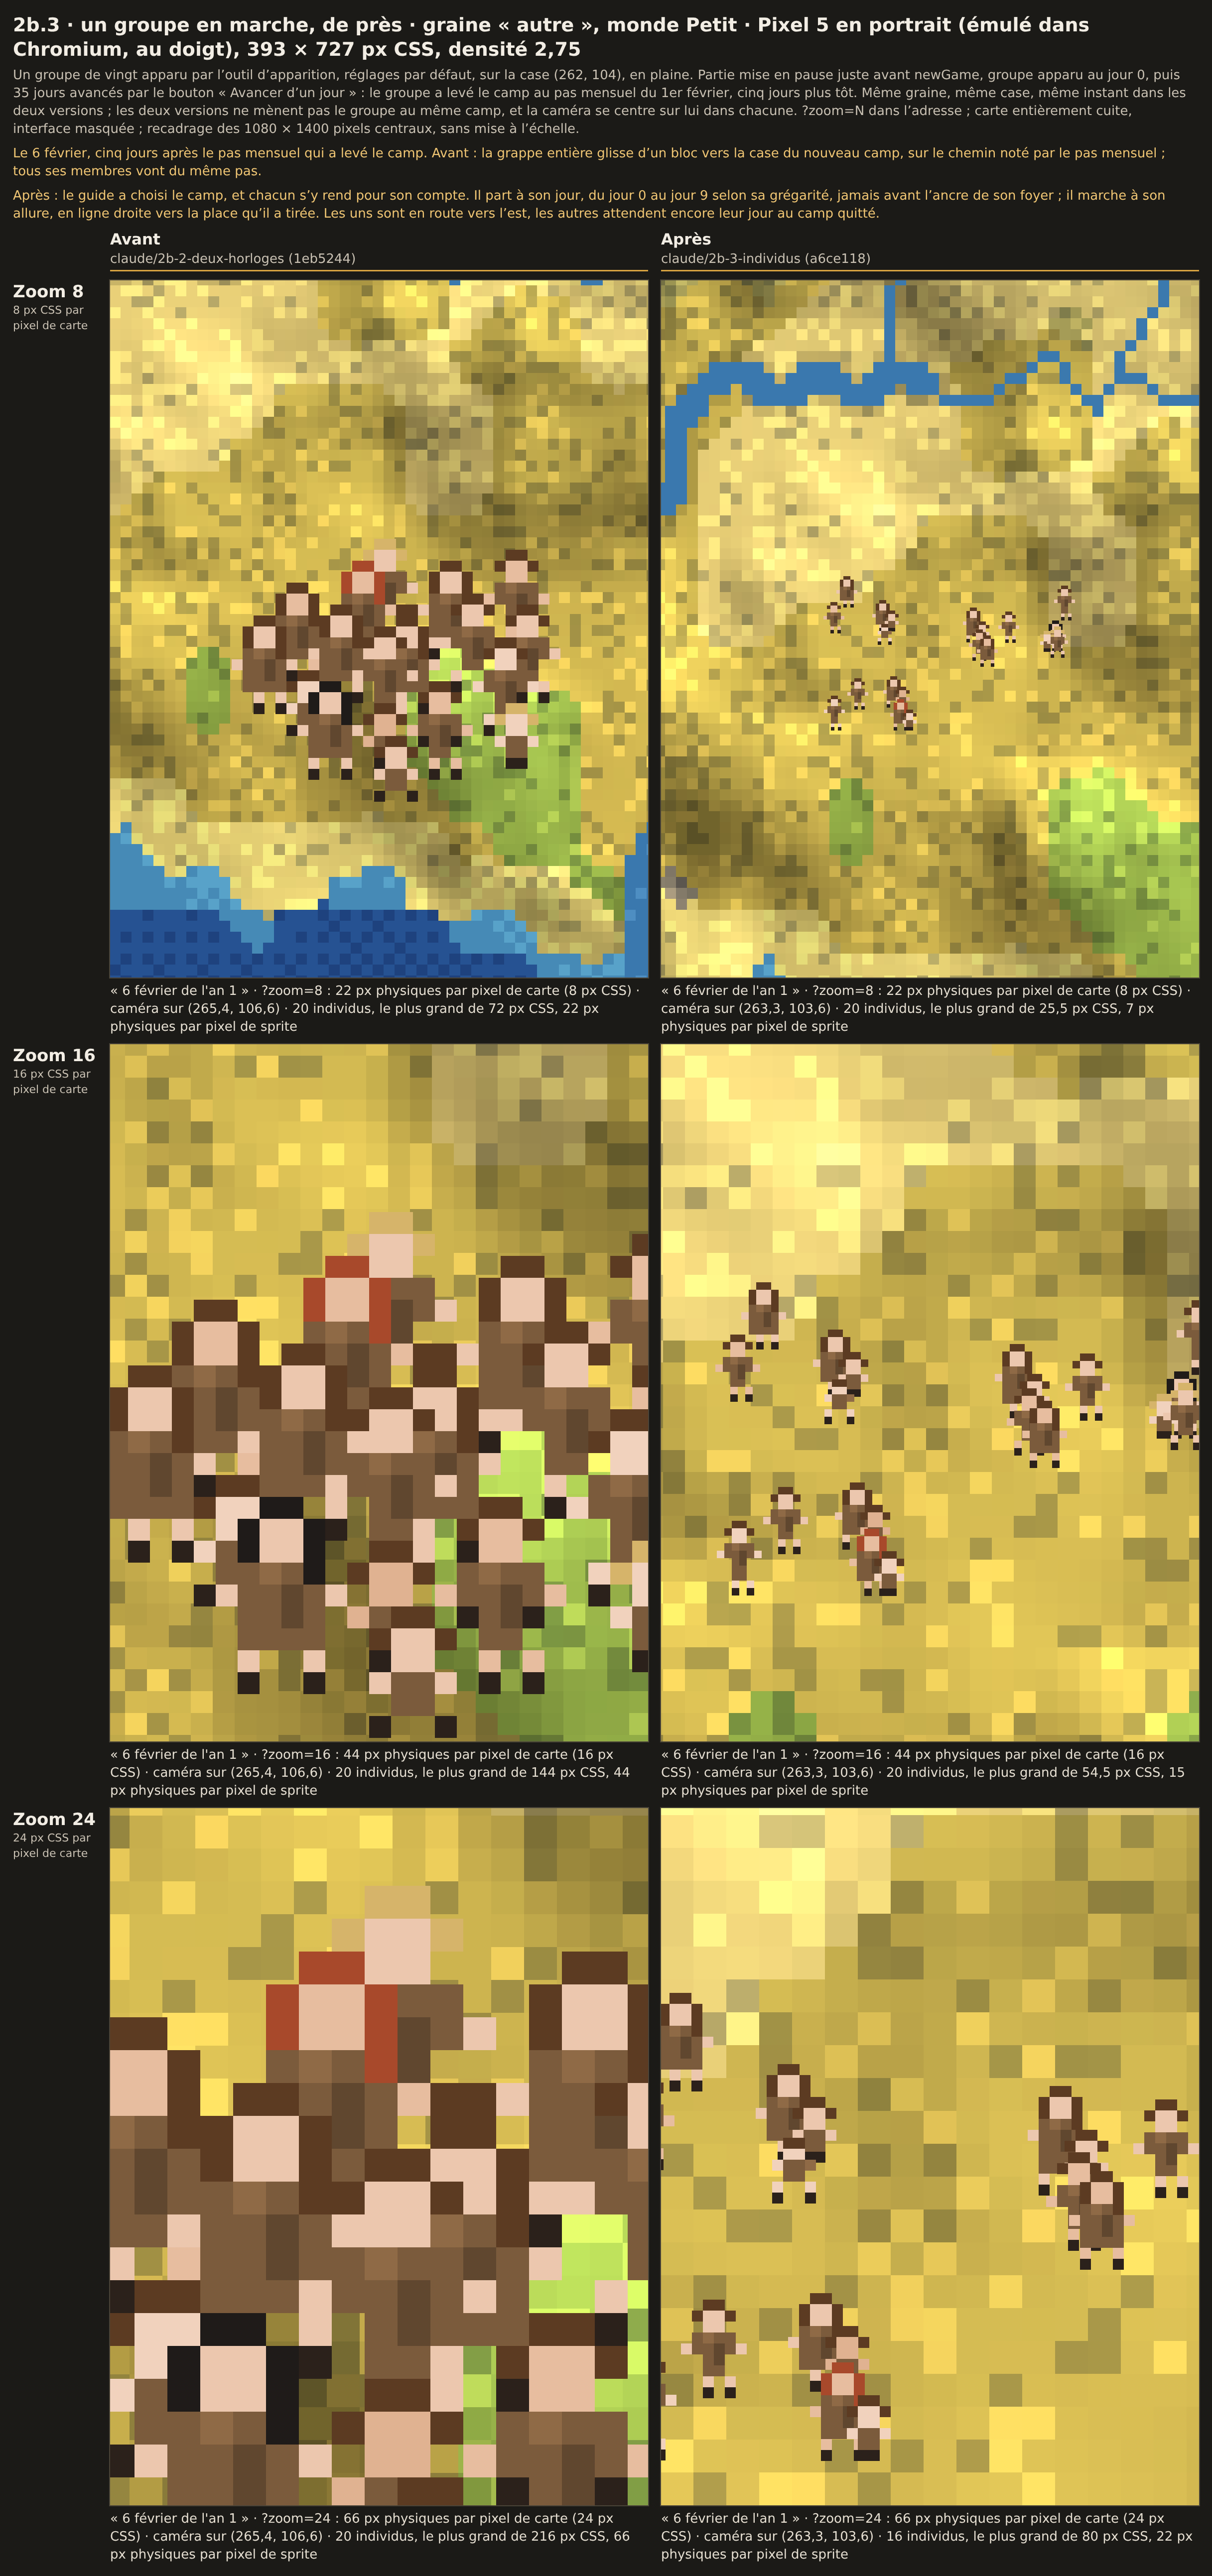 2b.3 · un groupe en marche, de près · graine « autre », monde Petit · Pixel 5 en portrait (émulé dans
Chromium, au doigt), 393 × 727 px CSS, densité 2,75
Un groupe de vingt apparu par l’outil d’apparition, réglages par défaut, sur la case (262, 104), en plaine. Partie mise en pause juste avant newGame, groupe apparu au jour 0, puis
35 jours avancés par le bouton « Avancer d’un jour » : le groupe a levé le camp au pas mensuel du 1er février, cinq jours plus tôt. Même graine, même case, même instant dans les
deux versions ; les deux versions ne mènent pas le groupe au même camp, et la caméra se centre sur lui dans chacune. ?zoom=N dans l’adresse ; carte entièrement cuite,
interface masquée ; recadrage des 1080 × 1400 pixels centraux, sans mise à l’échelle.
Le 6 février, cinq jours après le pas mensuel qui a levé le camp. Avant : la grappe entière glisse d’un bloc vers la case du nouveau camp, sur le chemin noté par le pas mensuel ;
tous ses membres vont du même pas.
Après : le guide a choisi le camp, et chacun s’y rend pour son compte. Il part à son jour, du jour 0 au jour 9 selon sa grégarité, jamais avant l’ancre de son foyer ; il marche à son
allure, en ligne droite vers la place qu’il a tirée. Les uns sont en route vers l’est, les autres attendent encore leur jour au camp quitté.
Avant
claude/2b-2-deux-horloges (1eb5244)
Après
claude/2b-3-individus (a6ce118)
Zoom 8
8 px CSS par
pixel de carte
« 6 février de l'an 1 » · ?zoom=8 : 22 px physiques par pixel de carte (8 px CSS) ·
caméra sur (265,4, 106,6) · 20 individus, le plus grand de 72 px CSS, 22 px
physiques par pixel de sprite
« 6 février de l'an 1 » · ?zoom=8 : 22 px physiques par pixel de carte (8 px CSS) ·
caméra sur (263,3, 103,6) · 20 individus, le plus grand de 25,5 px CSS, 7 px
physiques par pixel de sprite
Zoom 16
16 px CSS par
pixel de carte
« 6 février de l'an 1 » · ?zoom=16 : 44 px physiques par pixel de carte (16 px
CSS) · caméra sur (265,4, 106,6) · 20 individus, le plus grand de 144 px CSS, 44
px physiques par pixel de sprite
« 6 février de l'an 1 » · ?zoom=16 : 44 px physiques par pixel de carte (16 px
CSS) · caméra sur (263,3, 103,6) · 20 individus, le plus grand de 54,5 px CSS, 15
px physiques par pixel de sprite
Zoom 24
24 px CSS par
pixel de carte
« 6 février de l'an 1 » · ?zoom=24 : 66 px physiques par pixel de carte (24 px
CSS) · caméra sur (265,4, 106,6) · 20 individus, le plus grand de 216 px CSS, 66
px physiques par pixel de sprite
« 6 février de l'an 1 » · ?zoom=24 : 66 px physiques par pixel de carte (24 px
CSS) · caméra sur (263,3, 103,6) · 16 individus, le plus grand de 80 px CSS, 22 px
physiques par pixel de sprite